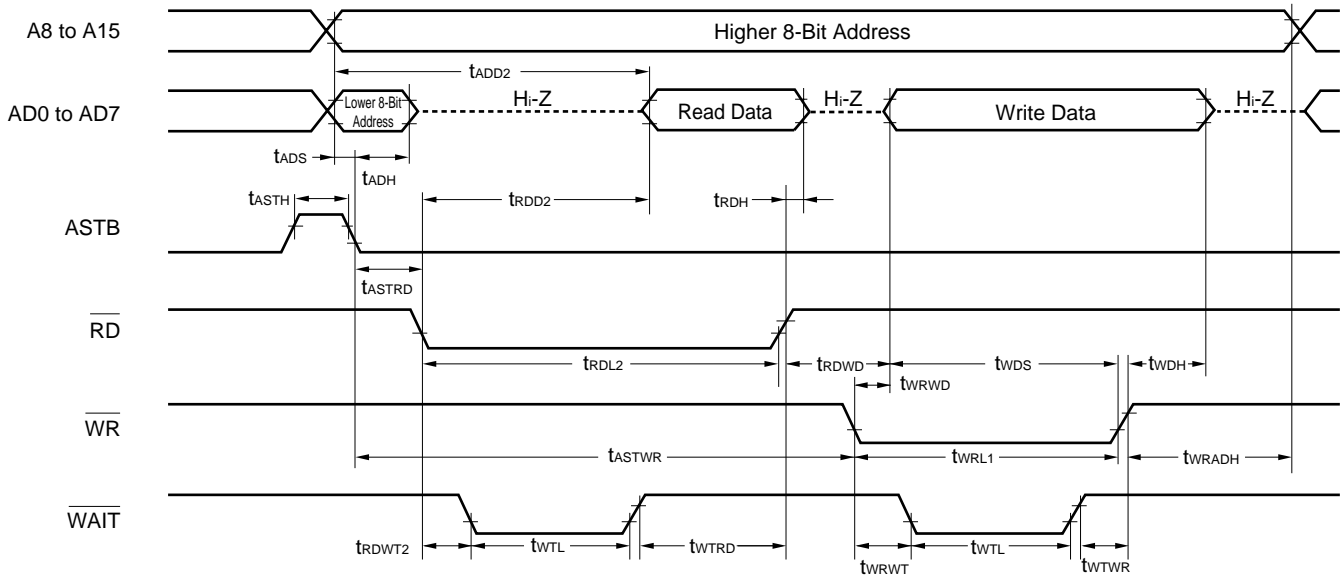 A8 to A15
Higher 8-Bit Address
tADD2
AD0 to AD7
Lower 8-Bit
Address
Hi-Z
Read Data
Hi-Z
Write Data
Hi-Z
tADS
tADH
tASTH
tRDD2
tRDH
ASTB
tASTRD
RD
tRDL2
tRDWD
tWDS
tWDH
tWRWD
WR
tASTWR
tWRL1
tWRADH
WAIT
tRDWT2
tWTL
tWTRD
tWRWT
tWTL
tWTWR